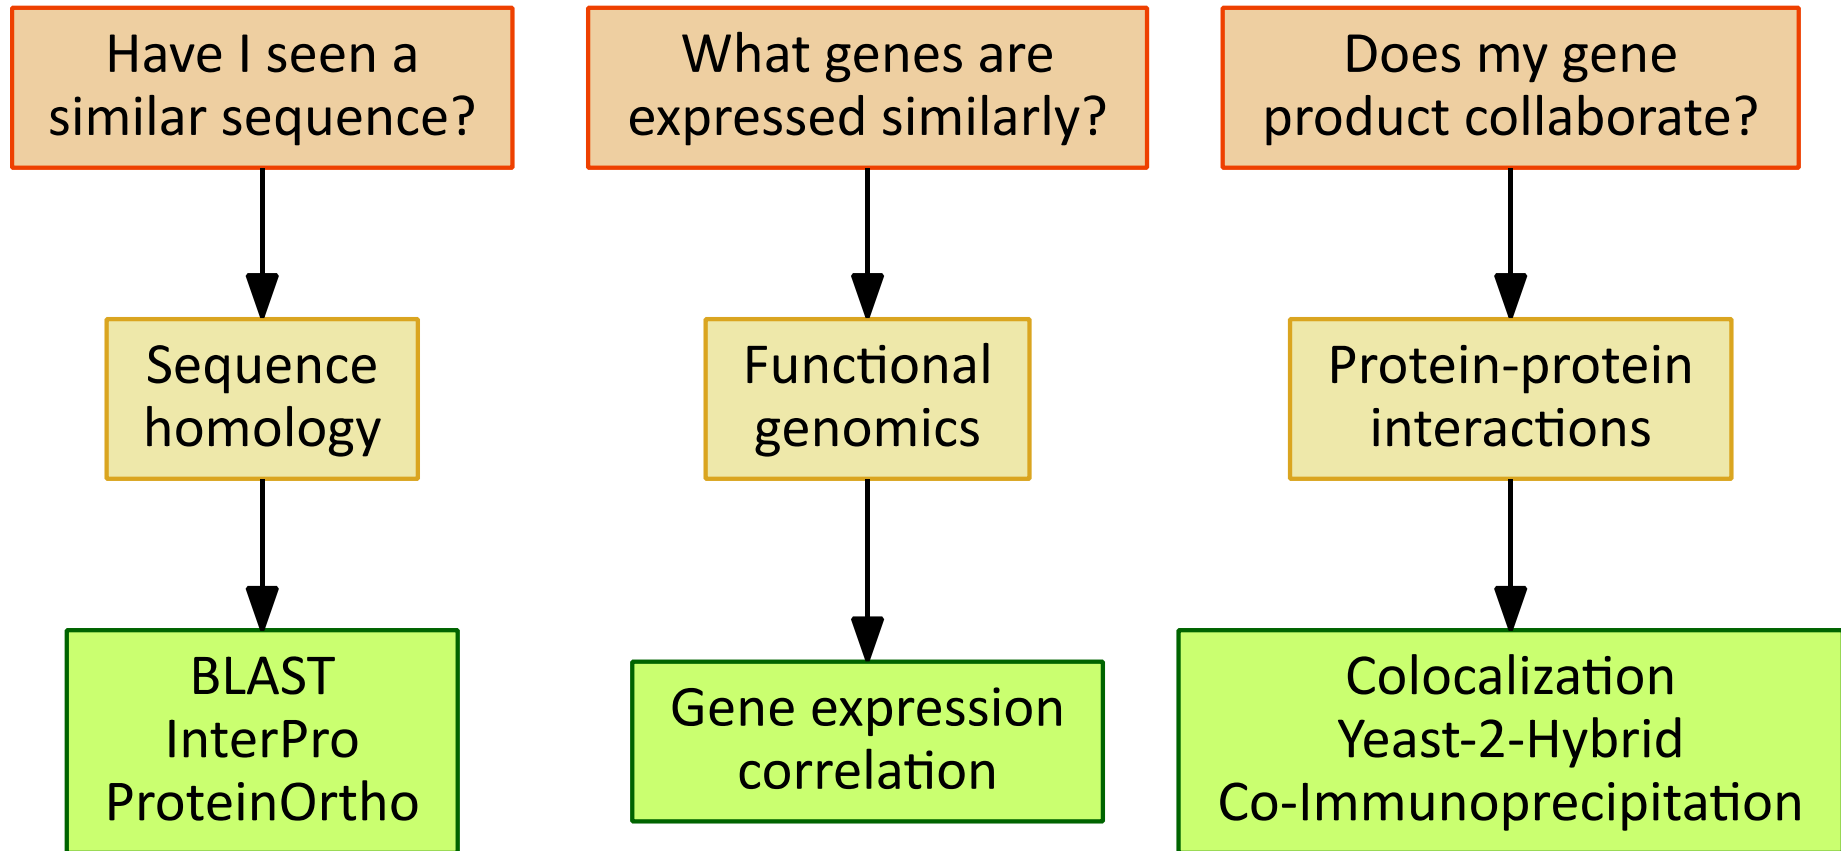 Have I seen a
similar sequence?
What genes are
expressed similarly?
Does my gene
product collaborate?
Sequence
homology
Functional
genomics
Protein-protein
interactions
BLAST
InterPro
ProteinOrtho
Gene expression
correlation
Colocalization
Yeast-2-Hybrid
Co-Immunoprecipitation